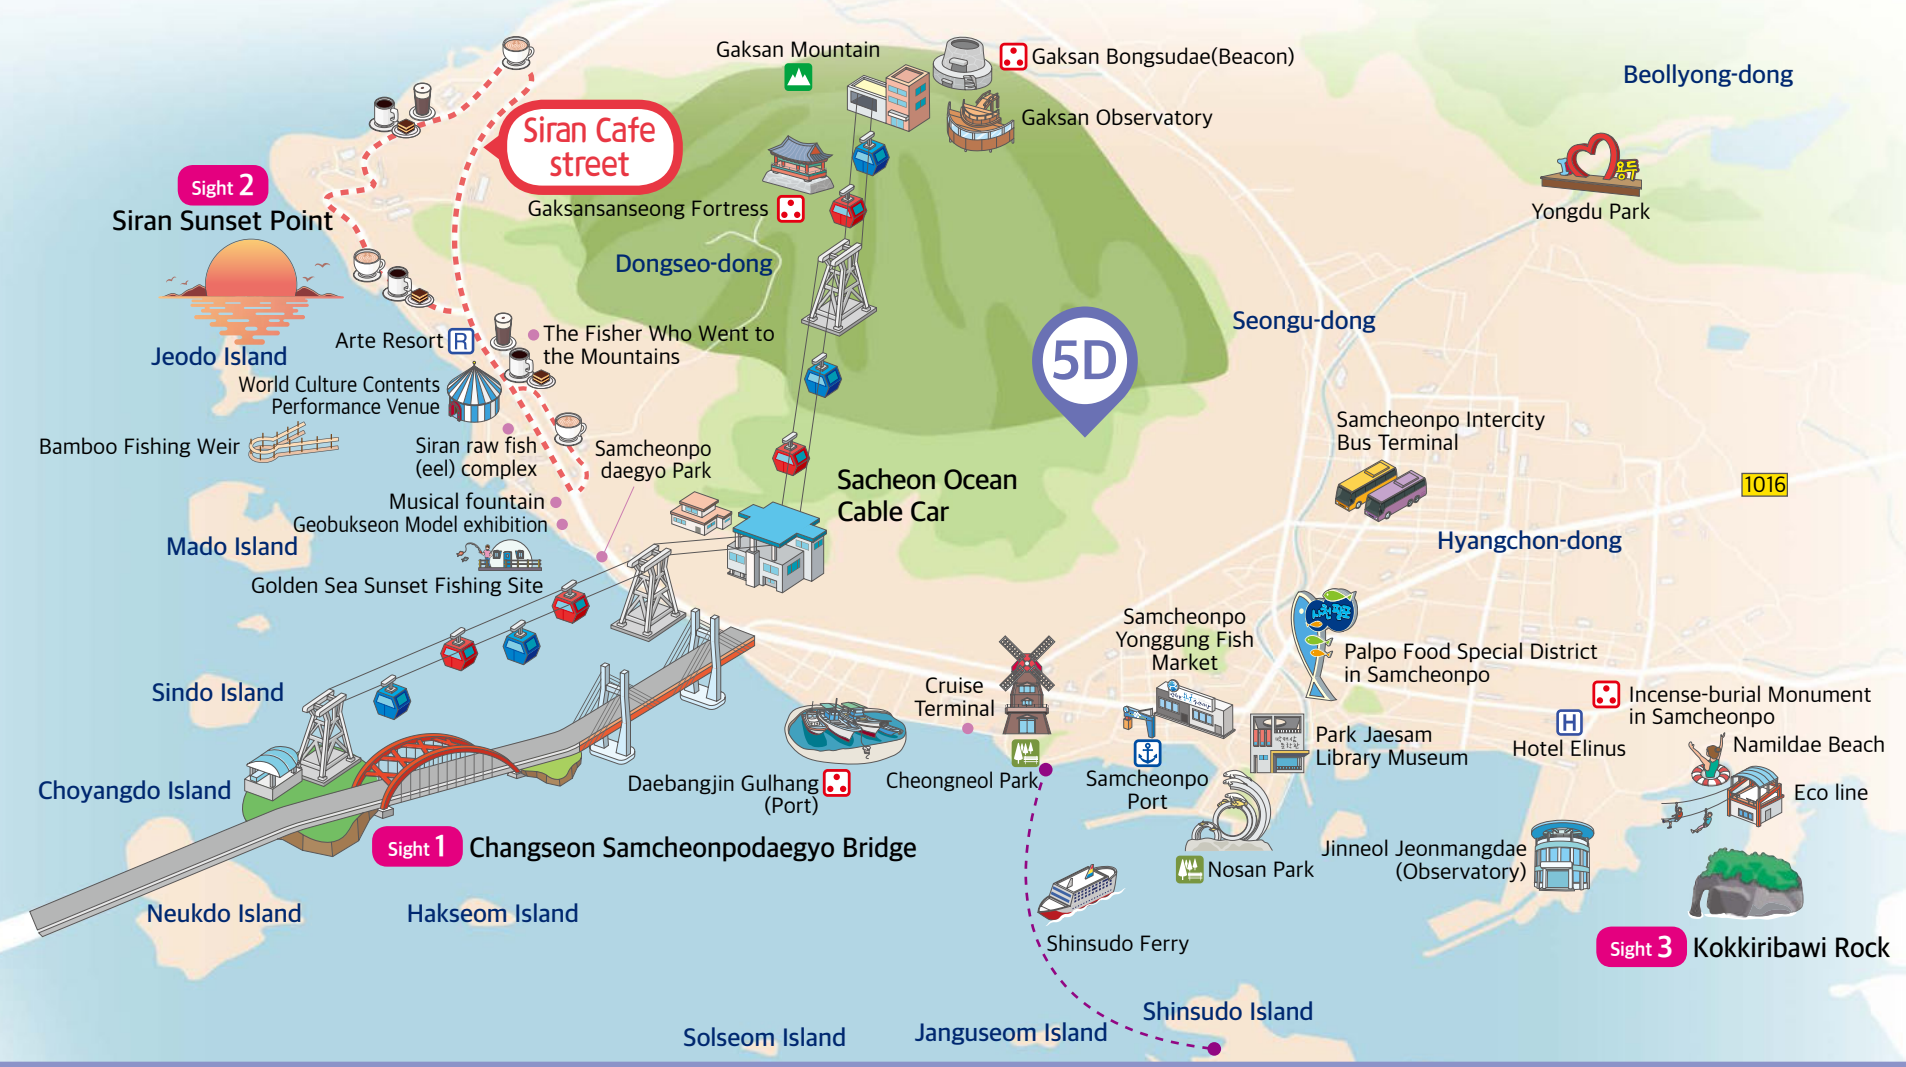 Gaksan Mountain
Gaksan Bongsudae(Beacon)
Beollyong-dong
Gaksan Observatory
Siran Cafe
street
Sight 2
Siran Sunset Point
Gaksansanseong Fortress
용두
Yongdu Park
Dongseo-dong
Seongu-dong
Arte Resort
R
The Fisher Who Went to
the Mountains
Jeodo Island
5D
World Culture Contents
Performance Venue
Bamboo Fishing Weir
Siran raw fish
(eel) complex
Samcheonpo
daegyo Park
Samcheonpo Intercity
Bus Terminal
Sacheon Ocean
Cable Car
1016
Musical fountain
Geobukseon Model exhibition
Mado Island
Hyangchon-dong
Golden Sea Sunset Fishing Site
Samcheonpo
Yonggung Fish
Market
Palpo Food Special District
in Samcheonpo
Sindo Island
Cruise
Terminal
Incense-burial Monument
in Samcheonpo
H
Hotel Elinus
Park Jaesam
Library Museum
Namildae Beach
Daebangjin Gulhang
(Port)
Cheongneol Park
Samcheonpo
Port
Choyangdo Island
Eco line
Sight 1
Changseon Samcheonpodaegyo Bridge
Jinneol Jeonmangdae
(Observatory)
Nosan Park
Neukdo Island
Hakseom Island
Shinsudo Ferry
Sight 3
Kokkiribawi Rock
Shinsudo Island
Solseom Island
Janguseom Island